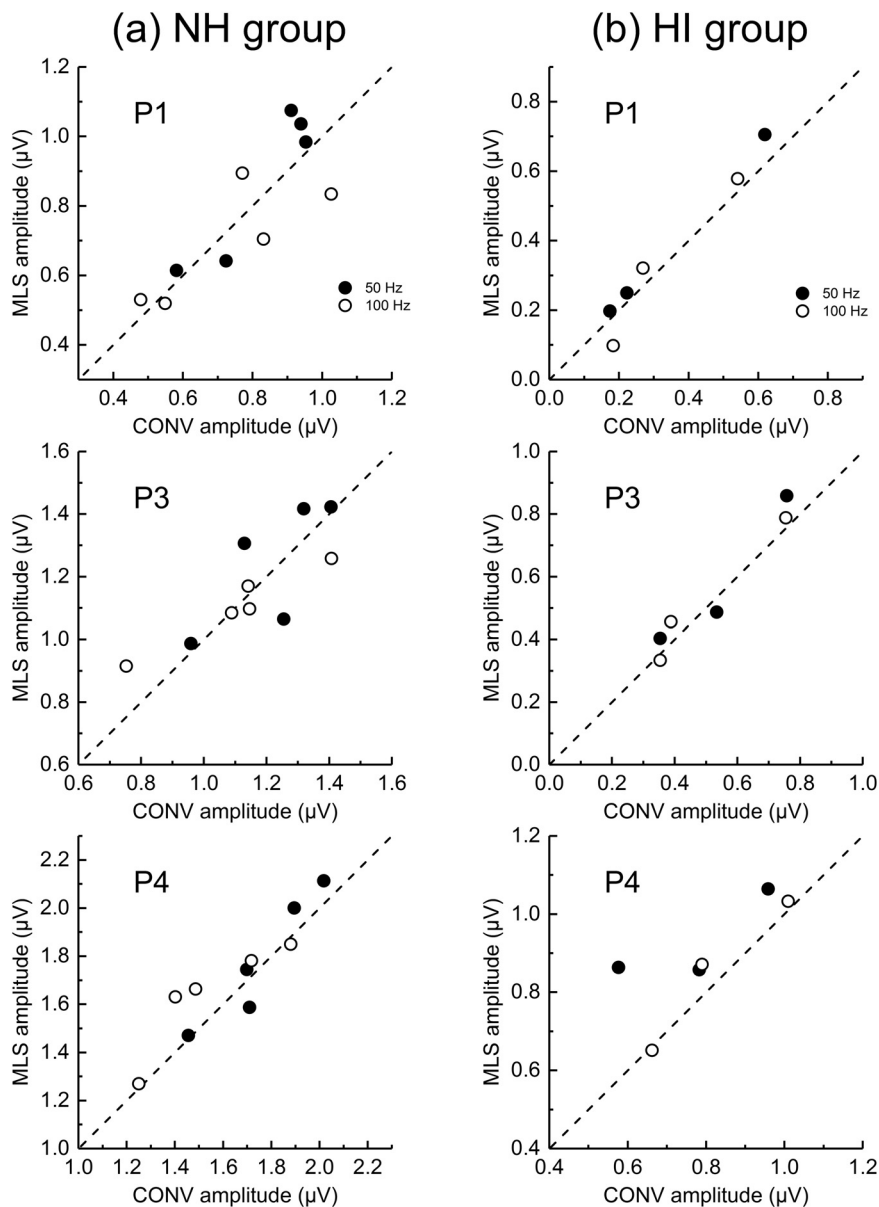 (a) NH group
(b) HI group
1.2
1.0
0.8
0.6
0.4
MLS amplitude (µV)
P1
50 Hz
100 Hz
0.4 0.6 0.8 1.0 1.2
CONV amplitude (µV)
0.8
0.6
0.4
0.2
0.0
MLS amplitude (µV)
P1
50 Hz
100 Hz
0.0 0.2 0.4 0.6 0.8
CONV amplitude (µV)
1.6
1.4
1.2
1.0
0.8
0.6
MLS amplitude (µV)
P3
0.6 0.8 1.0 1.2 1.4 1.6
CONV amplitude (µV)
1.0
0.8
0.6
0.4
0.2
0.0
MLS amplitude (µV)
P3
0.0 0.2 0.4 0.6 0.8 1.0
CONV amplitude (µV)
2.2
2.0
1.8
1.6
1.4
1.2
1.0
MLS amplitude (µV)
P4
1.0 1.2 1.4 1.6 1.8 2.0 2.2
CONV amplitude (µV)
1.2
1.0
0.8
0.6
0.4
MLS amplitude (µV)
P4
0.4 0.6 0.8 1.0 1.2
CONV amplitude (µV)